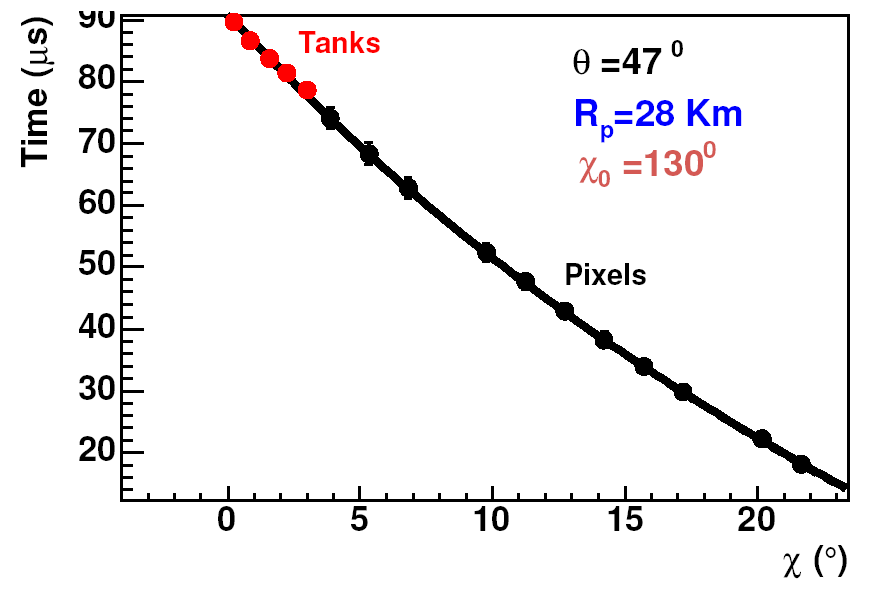 Time (μs)
90
80
70
60
50
40
30
20
Tanks
θ =47 ⁰
Rₚ=28 Km
χ₀ =130⁰
Pixels
0 5 10 15 20
χ (°)